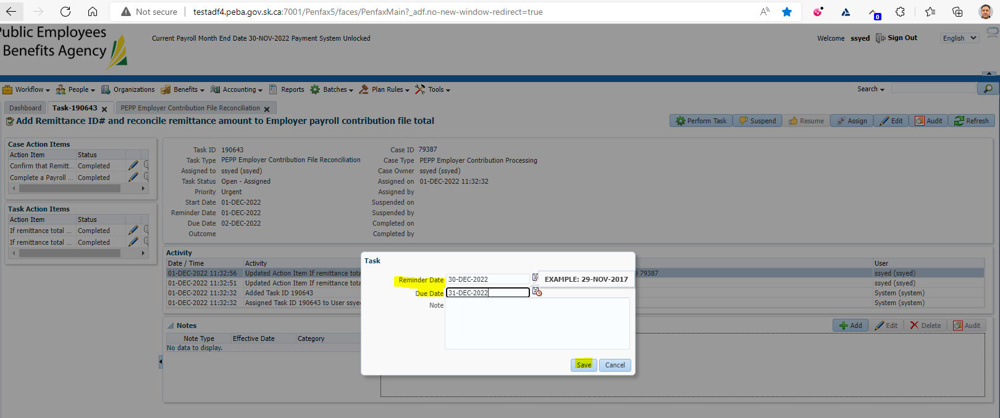 Not secure | testadf4.peba.gov.sk.ca:7001/Penfax5/faces/PenfaxMain?_adf.no-new-window-redirect=true
0
Public Employees
Benefits Agency
Current Payroll Month End Date 30-NOV-2022 Payment System Unlocked
Welcome ssyed Sign Out English
Workflow People Organizations Benefits Accounting Reports Batches Plan Rules Tools Search
Dashboard Task-190643 PEPP Employer Contribution File Reconciliation
Add Remittance ID# and reconcile remittance amount to Employer payroll contribution file total
Perform Task Suspend Resume Assign Edit Audit Refresh
Case Action Items
Action Item Status
Confirm that Remitt... Completed
Complete a Payroll ... Completed
Task Action Items
Action Item Status
If remittance total ... Completed
If remittance total ... Completed
Task ID 190643 Case ID 79387
Task Type PEPP Employer Contribution File Reconciliation Case Type PEPP Employer Contribution Processing
Assigned to ssyed (ssyed) Case Owner ssyed (ssyed)
Task Status Open - Assigned Assigned on 01-DEC-2022 11:32:32
Priority Urgent Assigned by
Start Date 01-DEC-2022 Suspended on
Reminder Date 01-DEC-2022 Suspended by
Due Date 02-DEC-2022 Completed on
Outcome Completed by
Activity
Date / Time Activity User
01-DEC-2022 11:32:56 Updated Action Item If remittance tota 79387 ssyed (ssyed)
01-DEC-2022 11:32:51 Updated Action Item If remittance tota ssyed (ssyed)
01-DEC-2022 11:32:32 Added Task ID 190643 System (system)
01-DEC-2022 11:32:32 Assigned Task ID 190643 to User ssye System (system)
Task
Reminder Date 30-DEC-2022
EXAMPLE: 29-NOV-2017
Due Date 31-DEC-2022
Note
Save Cancel
Notes
Add Edit Delete Audit
Note Type Effective Date Category
No data to display.